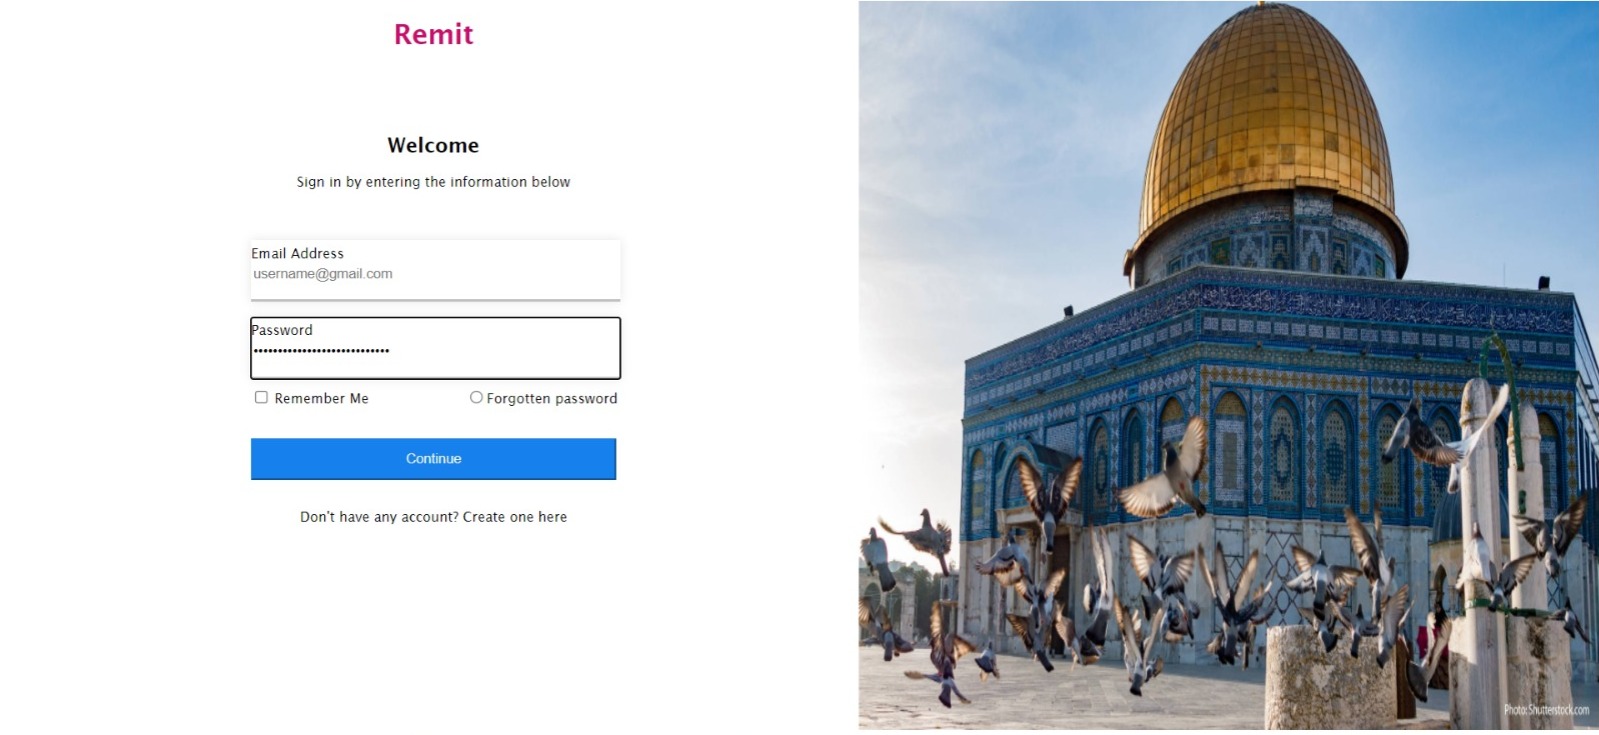 Remit
Welcome
Sign in by entering the information below
Email Address
username@gmail.com
Password
••••••••••••••••••••••••••••
Remember Me
Forgotten password
Continue
Don't have any account? Create one here
Photo: Shutterstock.com